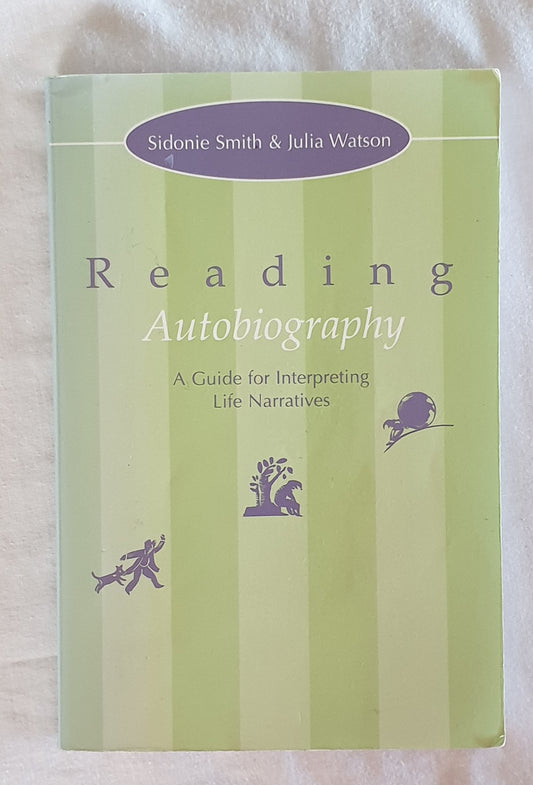 Sidonie Smith & Julia Watson
Reading
Autobiography
A Guide for Interpreting
Life Narratives